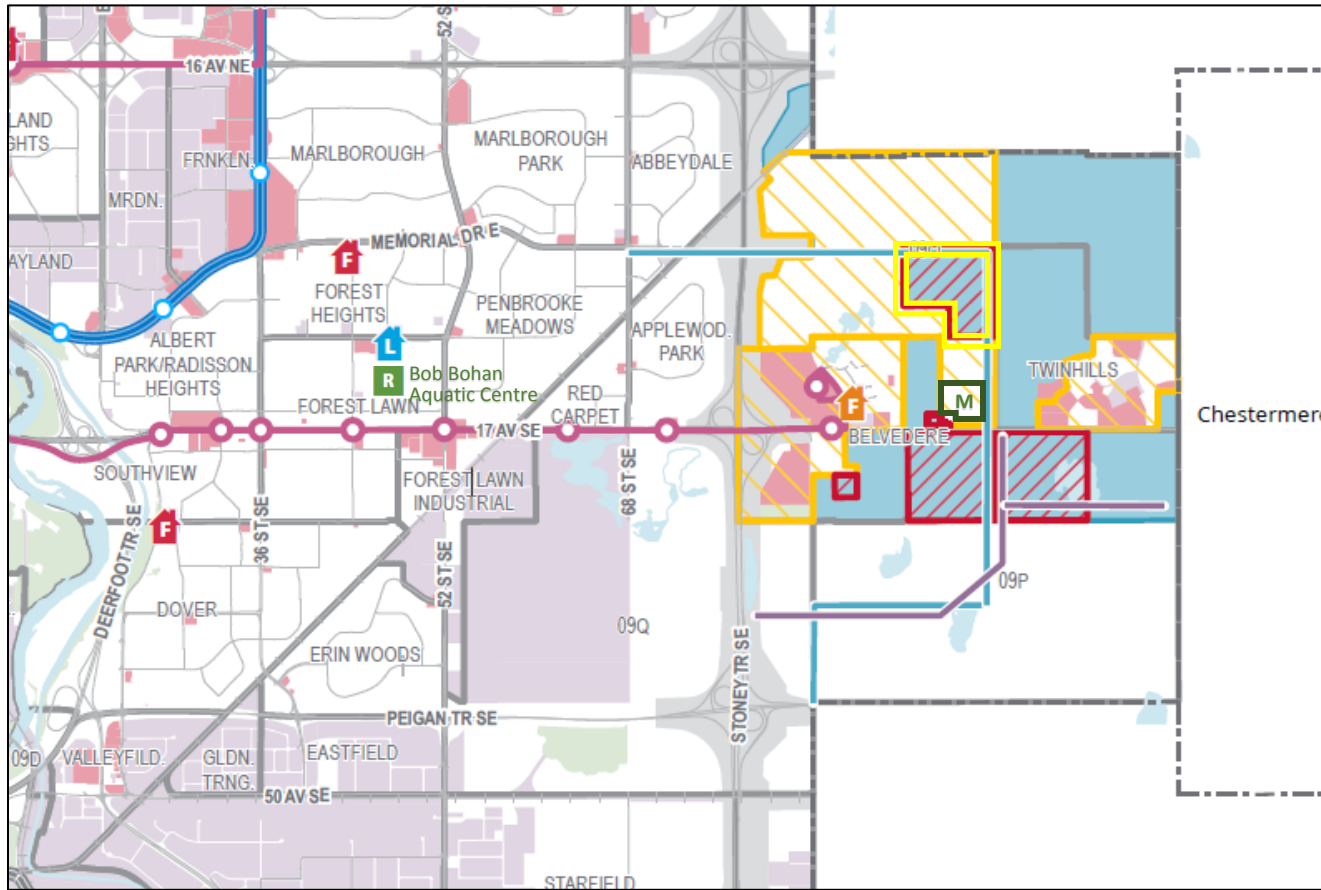 52 S
16 AV NE
LAND
GHTS
FRNKLN.
MARLBOROUGH
MARLBOROUGH
PARK
ABBEYDALE
MRDN.
MEMORIAL DR E
F
AYLAND
FOREST
HEIGHTS
PENBROOKE
MEADOWS
APPLEWOD.
PARK
ALBERT
PARK/RADISSON
HEIGHTS
L
R
Bob Bohan
Aquatic Centre
TWINHILLS
FOREST LAWN
RED
CARPET
17 AV SE
F
M
BELVEDERE
Chestermere
SOUTHVIEW
FOREST LAWN
INDUSTRIAL
68 ST SE
F
36 ST SE
DEERFOOT TR SE
52 ST SE
DOVER
09P
09Q
ERIN WOODS
STONEY TR SE
PEIGAN TR SE
09D
VALLEYFILD.
GLDN.
TRNG.
EASTFIELD
50 AV SE
STARFIELD